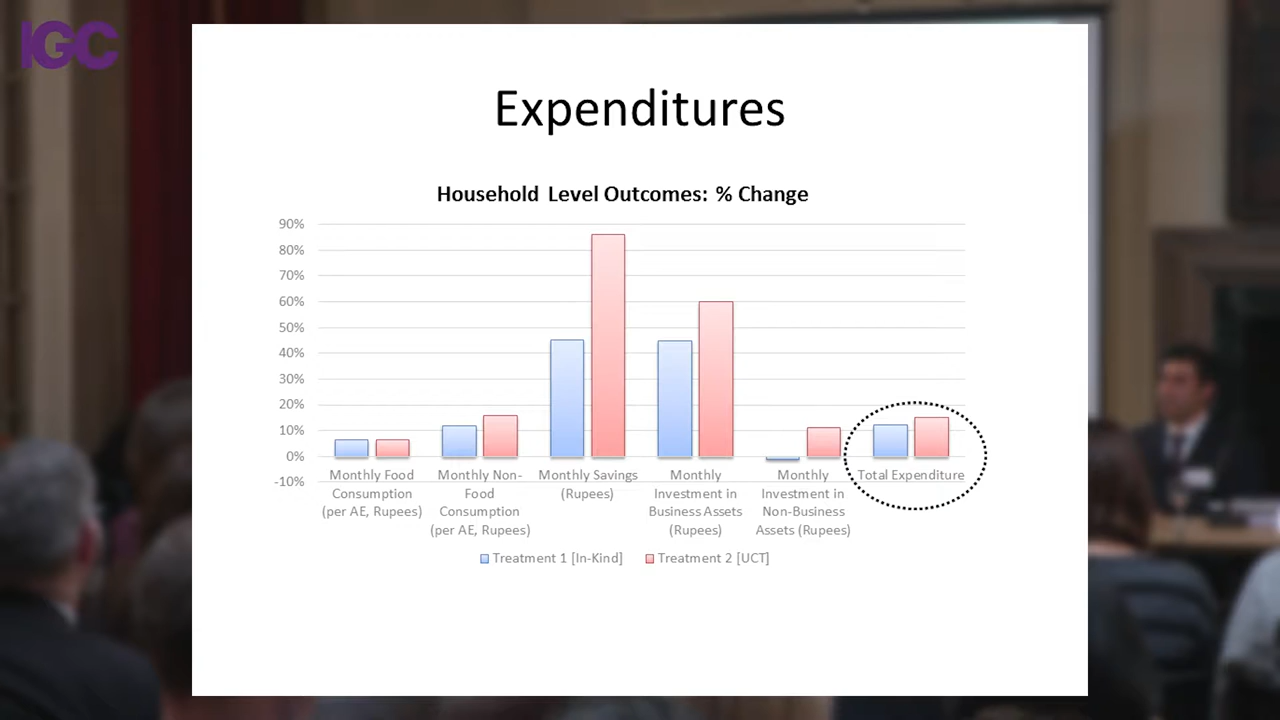 IGC
Expenditures
Household Level Outcomes: % Change
90%
80%
70%
60%
50%
40%
30%
20%
10%
0%
-10%
Monthly Food
Consumption
(per AE, Rupees)
Monthly Non-
Food
Consumption
(per AE, Rupees)
Monthly Savings
(Rupees)
Monthly
Investment in
Business Assets
(Rupees)
Monthly
Investment in
Non-Business
Assets (Rupees)
Total Expenditure
Treatment 1 [In-Kind]
Treatment 2 [UCT]